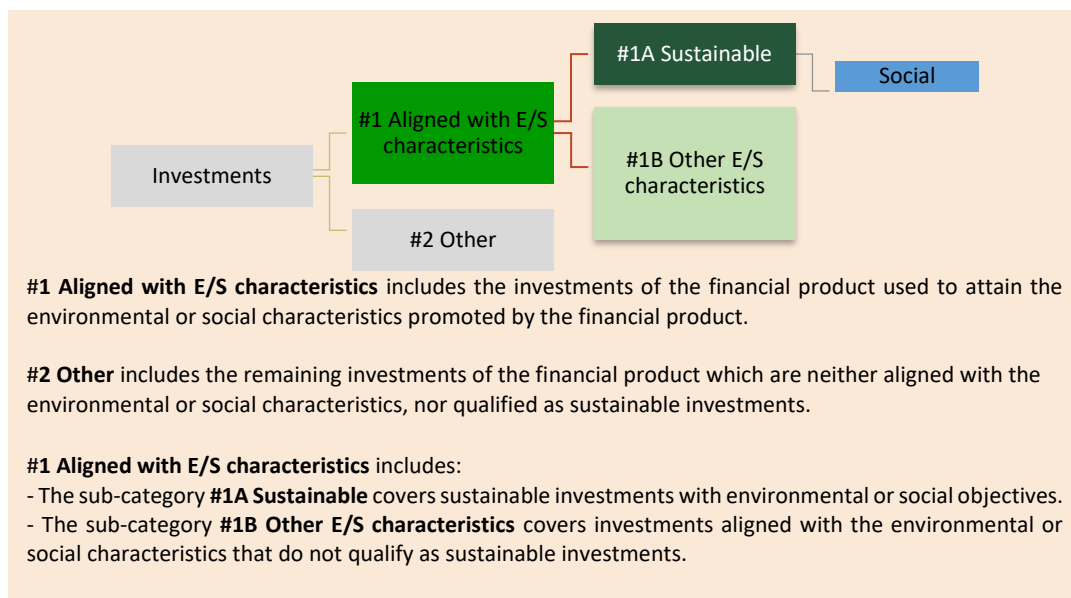 #1A Sustainable
Social
#1 Aligned with E/S
characteristics
#1B Other E/S
characteristics
Investments
#2 Other
#1 Aligned with E/S characteristics includes the investments of the financial product used to attain the
environmental or social characteristics promoted by the financial product.
#2 Other includes the remaining investments of the financial product which are neither aligned with the
environmental or social characteristics, nor qualified as sustainable investments.
#1 Aligned with E/S characteristics includes:
- The sub-category #1A Sustainable covers sustainable investments with environmental or social objectives.
- The sub-category #1B Other E/S characteristics covers investments aligned with the environmental or
social characteristics that do not qualify as sustainable investments.